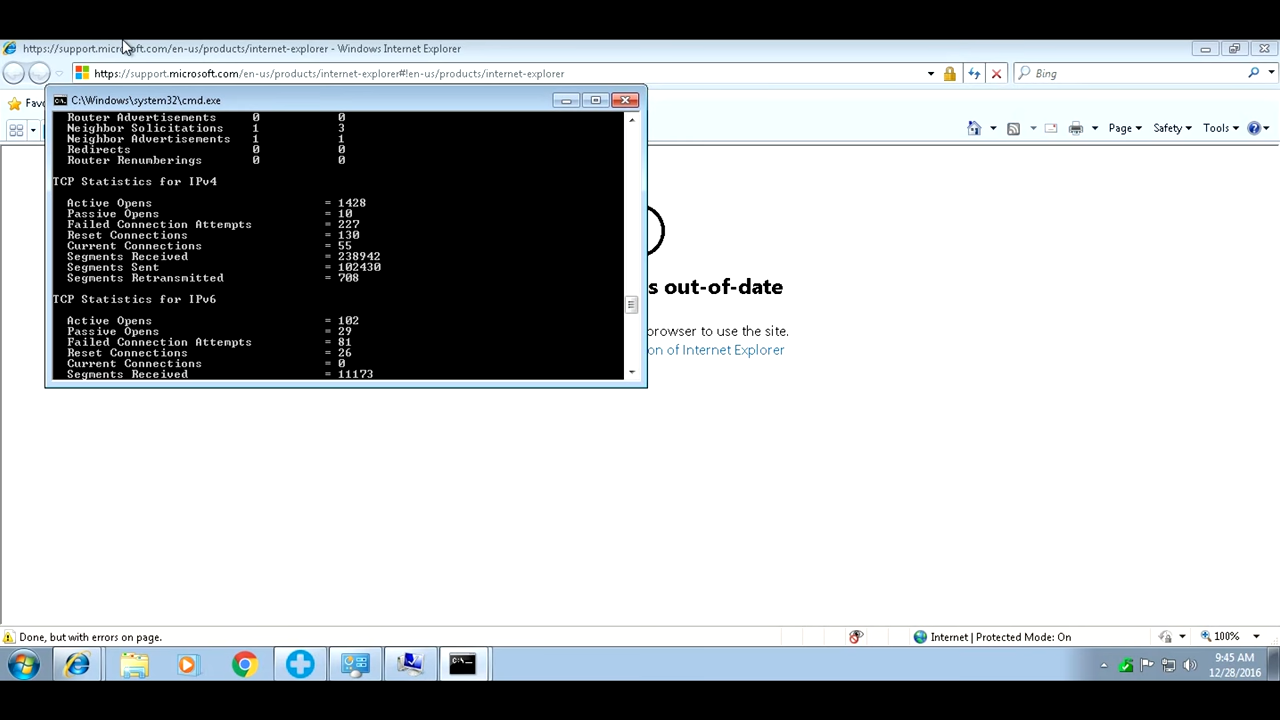 https://support.microsoft.com/en-us/products/internet-explorer - Windows Internet Explorer
https://support.microsoft.com/en-us/products/internet-explorer#!en-us/products/internet-explorer
Bing
Fav
C:\Windows\system32\cmd.exe
Page
Safety
Tools
Router Advertisements 0 0
Neighbor Solicitations 1 3
Neighbor Advertisements 1 1
Redirects 0 0
Router Renumberings 0 0
TCP Statistics for IPv4
Active Opens = 1428
Passive Opens = 10
Failed Connection Attempts = 227
Reset Connections = 130
Current Connections = 55
Segments Received = 238942
Segments Sent = 102430
Segments Retransmitted = 708
TCP Statistics for IPv6
Active Opens = 102
Passive Opens = 29
Failed Connection Attempts = 81
Reset Connections = 26
Current Connections = 0
Segments Received = 11173
s out-of-date
browser to use the site.
on of Internet Explorer
Done, but with errors on page.
Internet | Protected Mode: On
100%
9:45 AM
12/28/2016